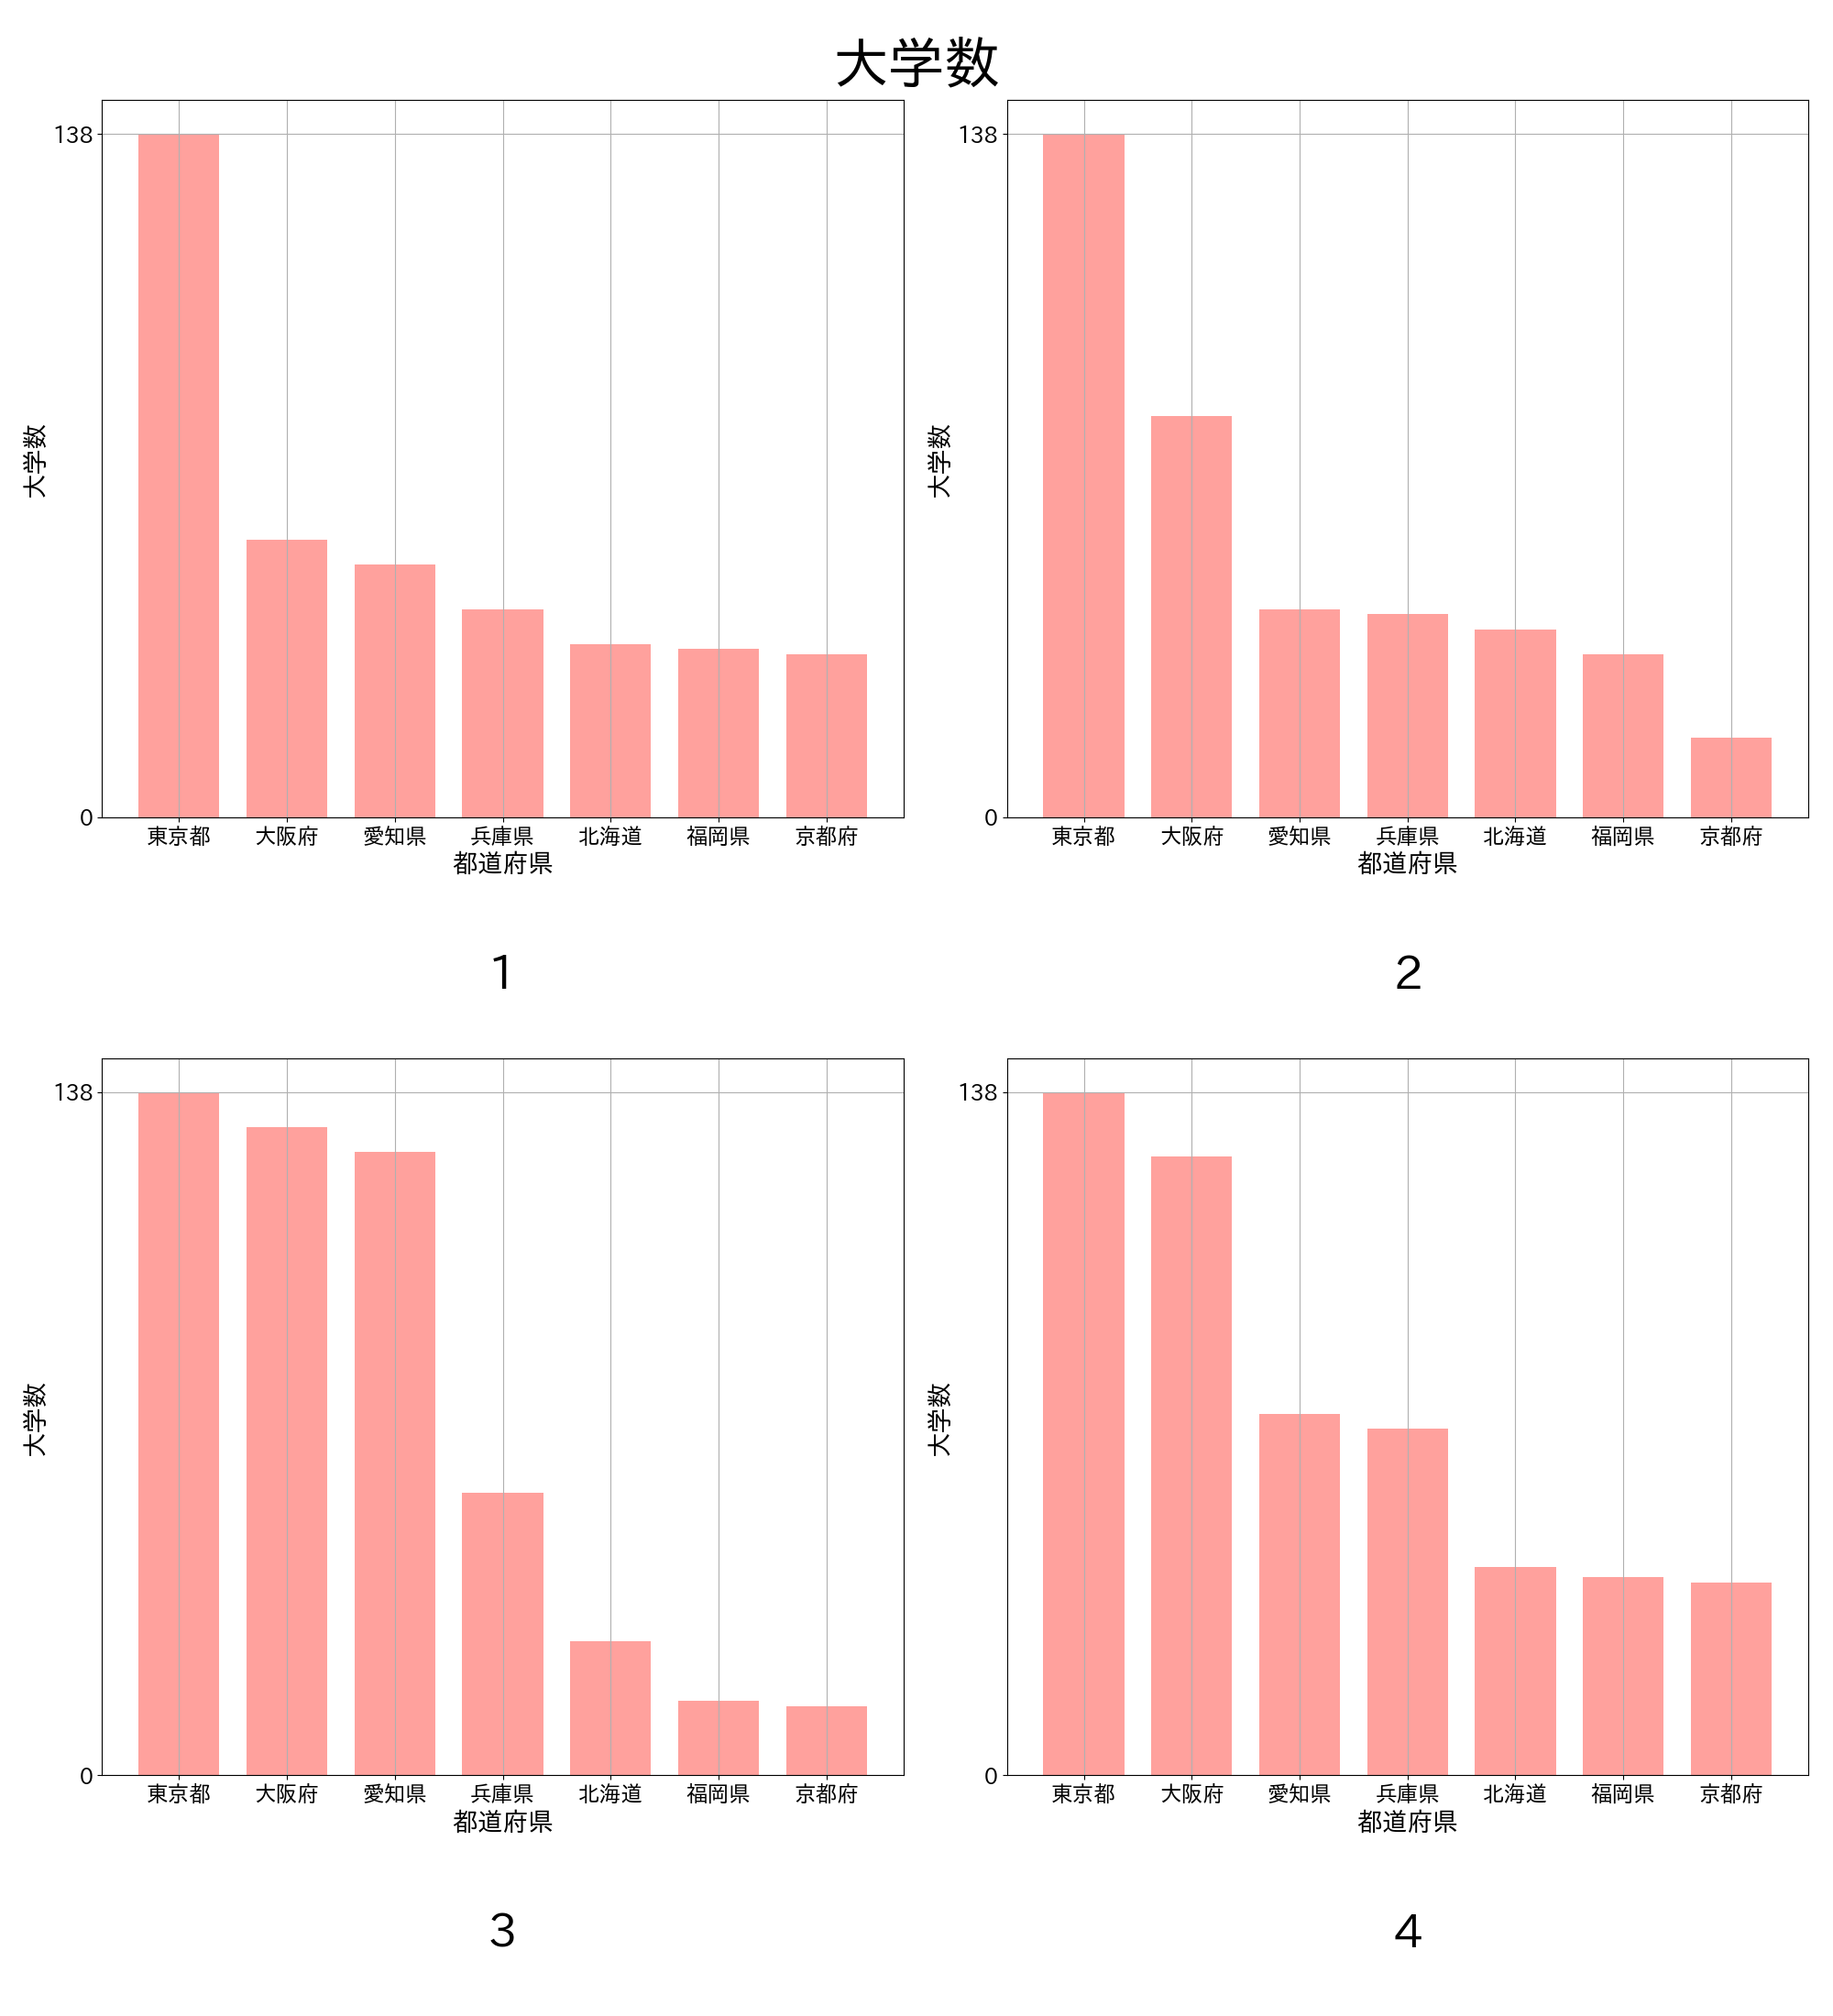 大学数
138
0
大学数
東京都 大阪府 愛知県 兵庫県 北海道 福岡県 京都府
都道府県
1
138
0
大学数
東京都 大阪府 愛知県 兵庫県 北海道 福岡県 京都府
都道府県
2
138
0
大学数
東京都 大阪府 愛知県 兵庫県 北海道 福岡県 京都府
都道府県
3
138
0
大学数
東京都 大阪府 愛知県 兵庫県 北海道 福岡県 京都府
都道府県
4